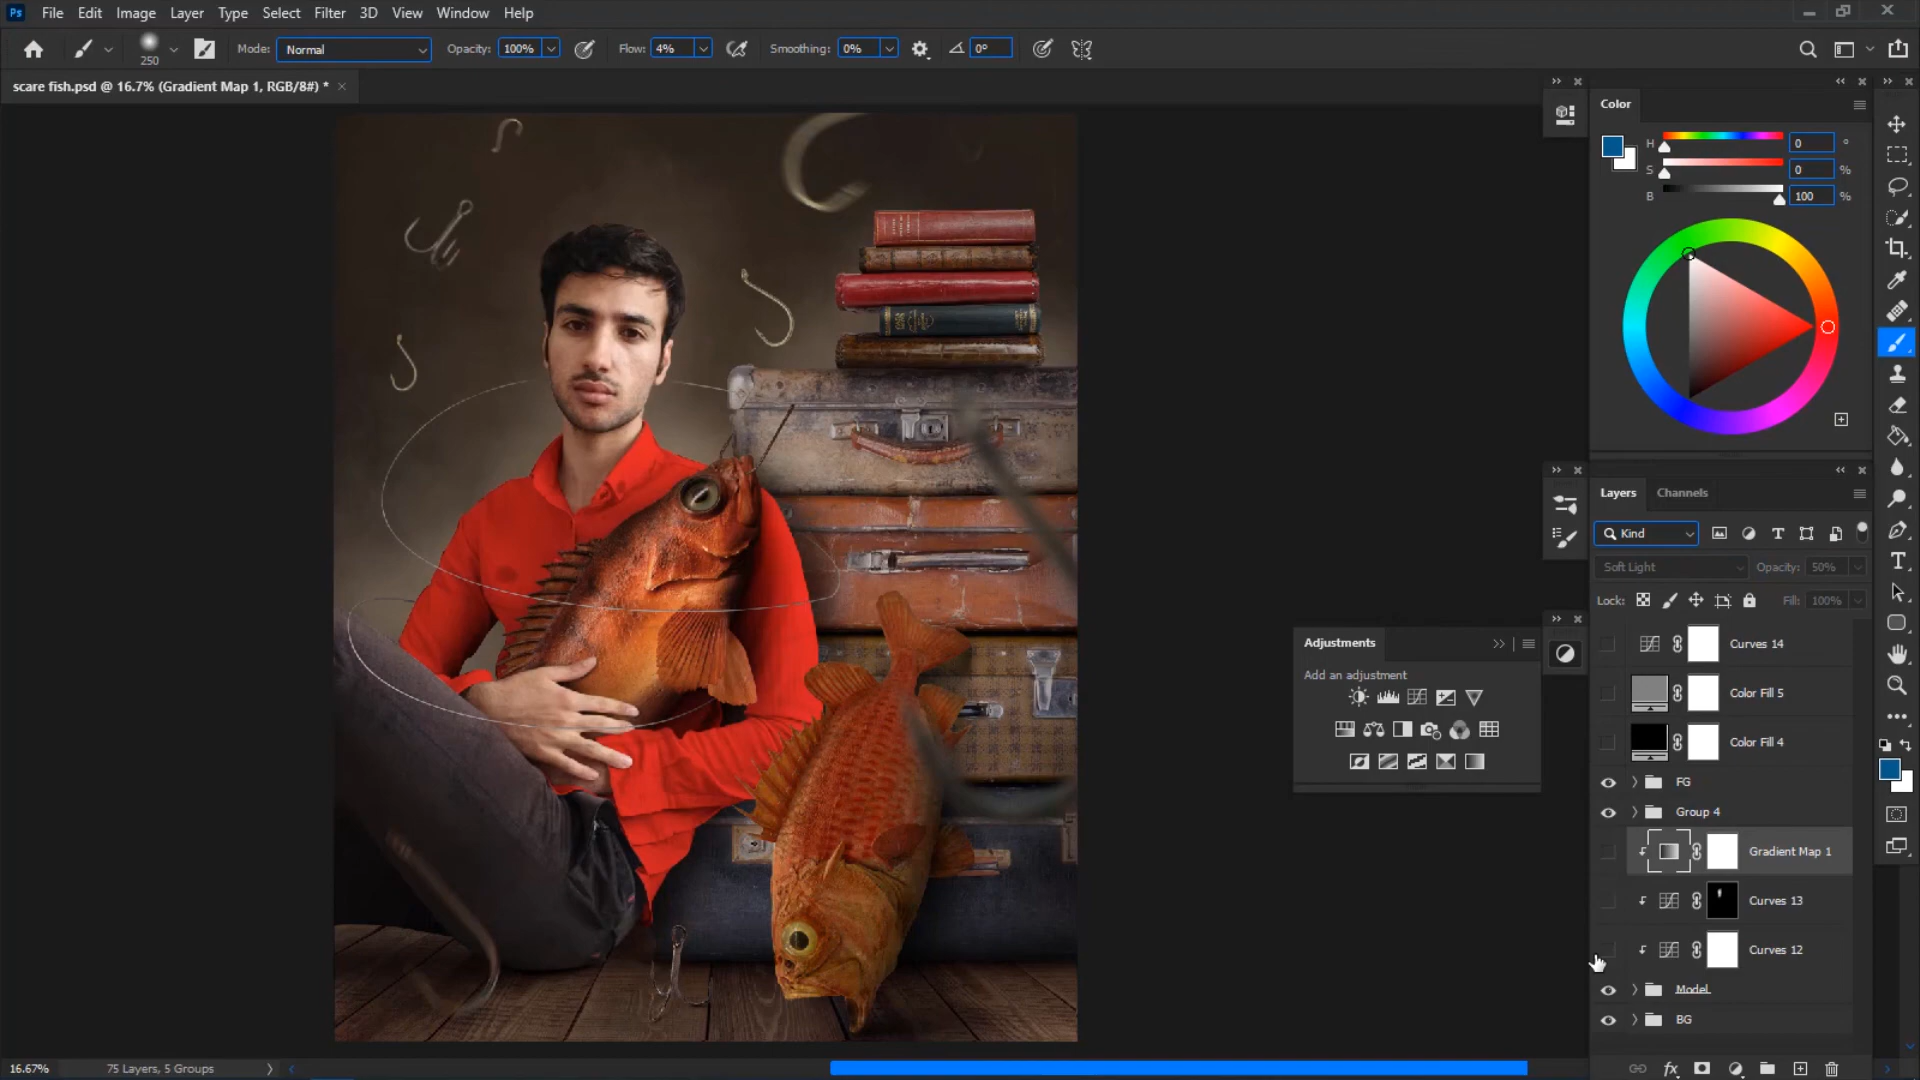 Ps File Edit Image Layer Type Select Filter 3D View Window Help
250 Mode: Normal Opacity: 100% Flow: 4% Smoothing: 0% 0°
scare fish.psd @ 16.7% (Gradient Map 1, RGB/8#) * ×
Color
H 0 °
S 0 %
B 100 %
Layers Channels
Kind
Soft Light Opacity: 50%
Lock: Fill: 100%
Curves 14
Color Fill 5
Color Fill 4
FG
Group 4
Gradient Map 1
Curves 13
Curves 12
Model
BG
Adjustments
Add an adjustment
16.67% 75 Layers, 5 Groups